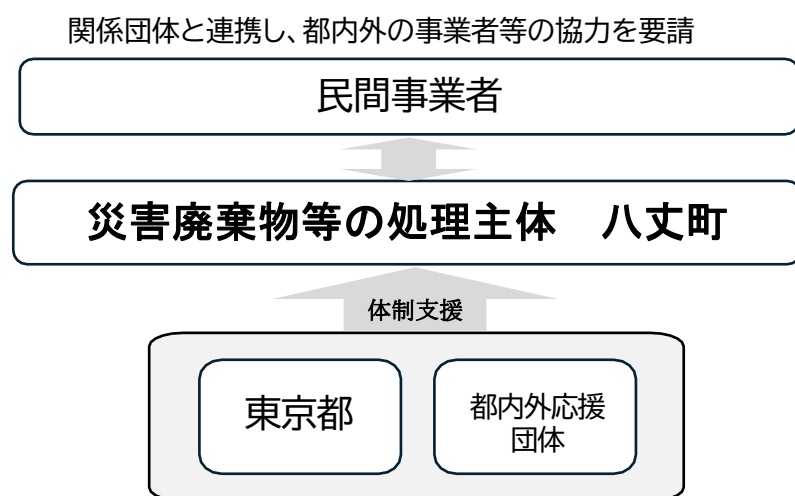 関係団体と連携し、都内外の事業者等の協力を要請
民間事業者
災害廃棄物等の処理主体　八丈町
体制支援
東京都
都内外応援
団体